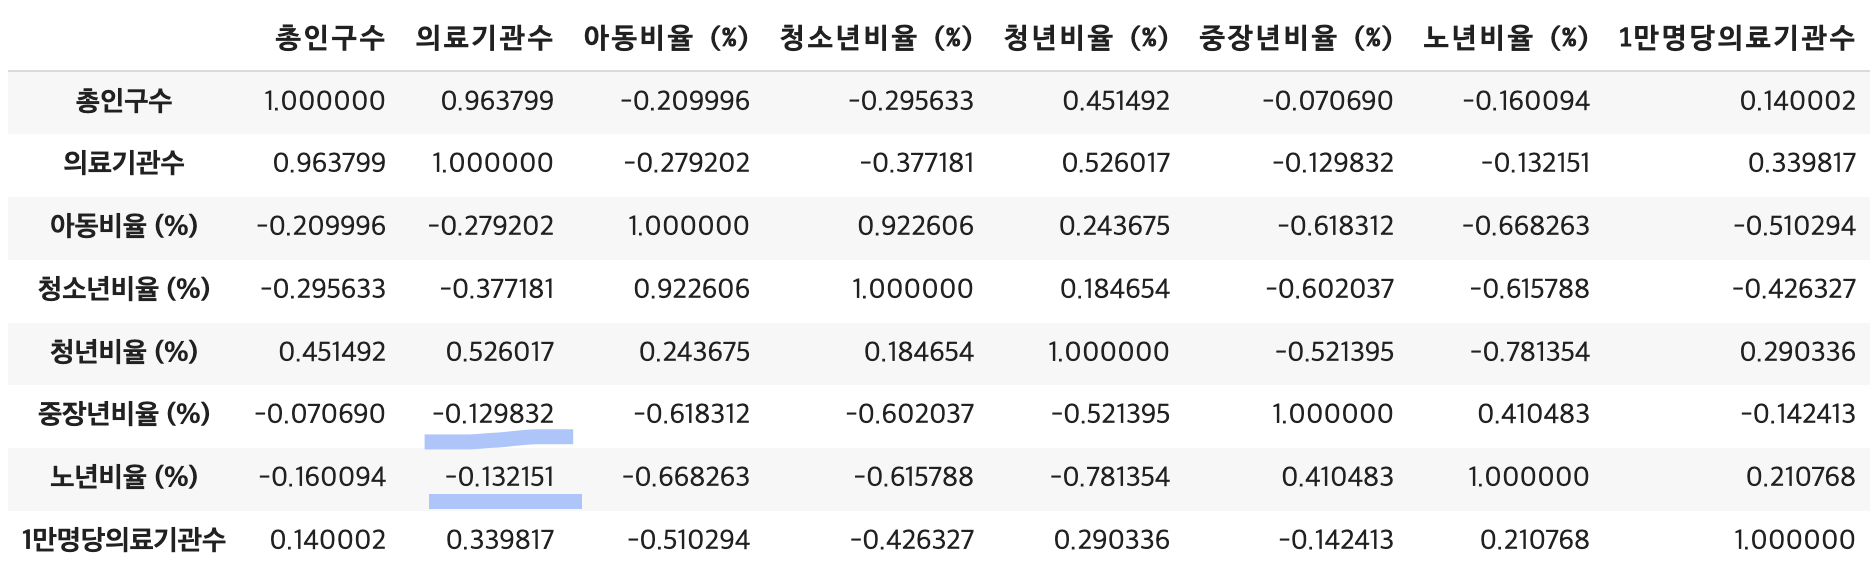 총인구수 의료기관수 아동비율 (%) 청소년비율 (%) 청년비율 (%) 중장년비율 (%) 노년비율 (%) 1만명당의료기관수
총인구수 1.000000 0.963799 -0.209996 -0.295633 0.451492 -0.070690 -0.160094 0.140002
의료기관수 0.963799 1.000000 -0.279202 -0.377181 0.526017 -0.129832 -0.132151 0.339817
아동비율 (%) -0.209996 -0.279202 1.000000 0.922606 0.243675 -0.618312 -0.668263 -0.510294
청소년비율 (%) -0.295633 -0.377181 0.922606 1.000000 0.184654 -0.602037 -0.615788 -0.426327
청년비율 (%) 0.451492 0.526017 0.243675 0.184654 1.000000 -0.521395 -0.781354 0.290336
중장년비율 (%) -0.070690 -0.129832 -0.618312 -0.602037 -0.521395 1.000000 0.410483 -0.142413
노년비율 (%) -0.160094 -0.132151 -0.668263 -0.615788 -0.781354 0.410483 1.000000 0.210768
1만명당의료기관수 0.140002 0.339817 -0.510294 -0.426327 0.290336 -0.142413 0.210768 1.000000